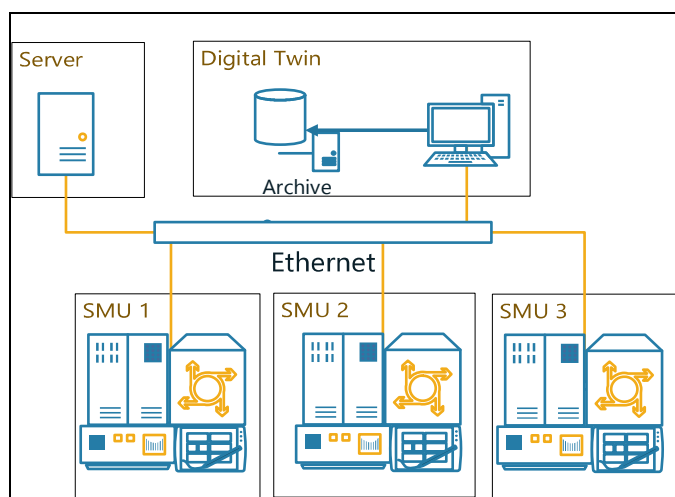 Server
Digital Twin
Archive
Ethernet
SMU 1
SMU 2
SMU 3